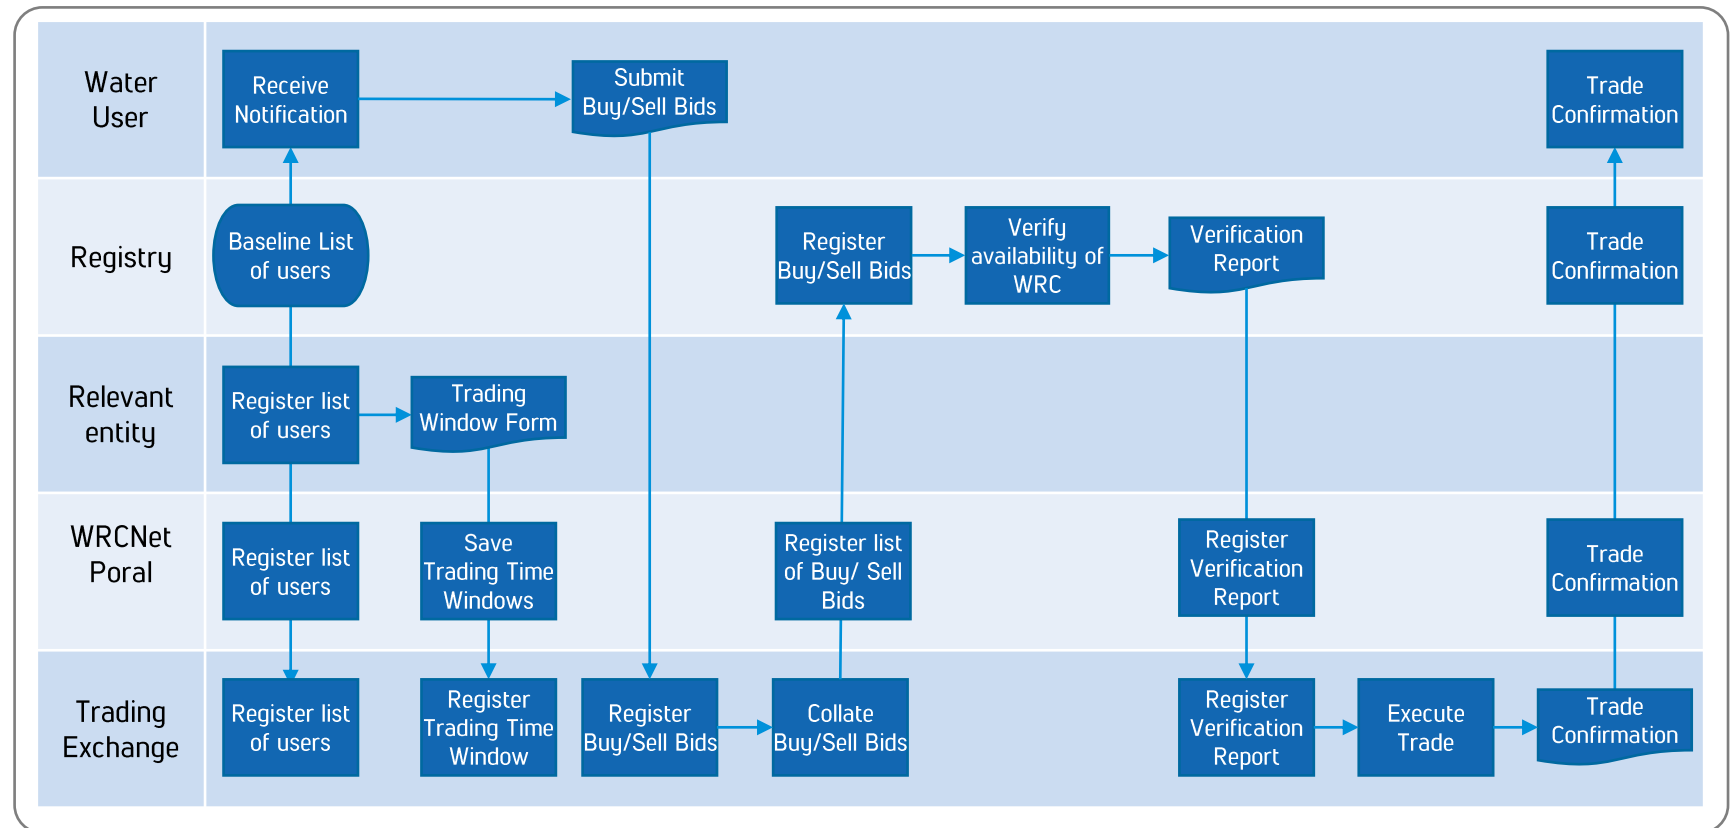 Water
User
Receive
Notification
Submit
Buy/Sell Bids
Trade
Confirmation
Registry
Baseline List
of users
Register
Buy/Sell Bids
Verify
availability of
WRC
Verification
Report
Trade
Confirmation
Relevant
entity
Register list
of users
Trading
Window Form
WRCNet
Poral
Register list
of users
Save
Trading Time
Windows
Register list
of Buy/ Sell
Bids
Register
Verification
Report
Trade
Confirmation
Trading
Exchange
Register list
of users
Register
Trading Time
Window
Register
Buy/Sell Bids
Collate
Buy/Sell Bids
Register
Verification
Report
Execute
Trade
Trade
Confirmation